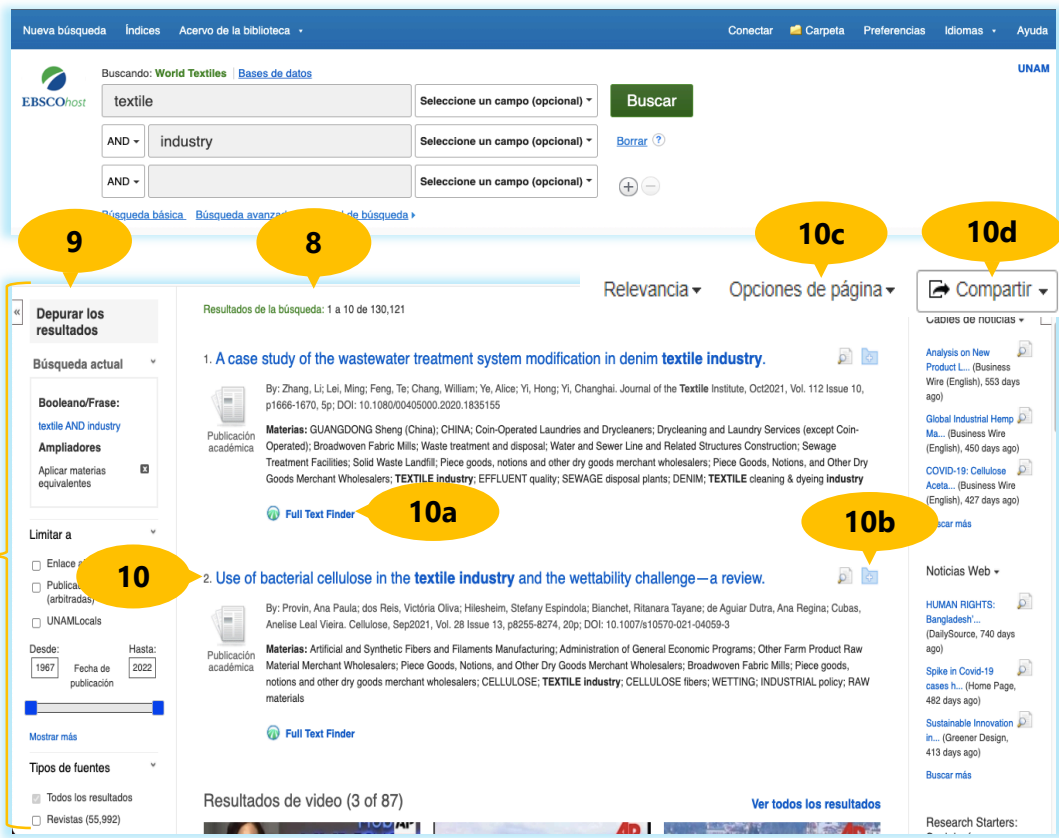 Nueva búsqueda Índices Acervo de la biblioteca Conectar Carpeta Preferencias Idiomas Ayuda
UNAM
Buscando: World Textiles Bases de datos
EBSCOhost
textile Seleccione un campo (opcional) Buscar
AND industry Seleccione un campo (opcional) Borrar ?
AND Seleccione un campo (opcional)
Búsqueda básica Búsqueda de búsqueda
9 8 10c 10d
Relevancia Opciones de página Compartir
«
Depurar los
resultados
Búsqueda actual
Booleano/Frase:
textile AND industry
Ampliadores
Aplicar materias
equivalentes
Limitar a
Enlace
(arbitradas)
UNAMLocals
Desde: Hasta:
1967 Fecha de 2022
publicación
Mostrar más
Tipos de fuentes
Todos los resultados
Revistas (55,992)
Resultados de la búsqueda: 1 a 10 de 130,121
1. A case study of the wastewater treatment system modification in denim textile industry.
By: Zhang, Li; Lei, Ming; Feng, Te; Chang, William; Ye, Alice; Yi, Hong; Yi, Changhai. Journal of the Textile Institute, Oct2021, Vol. 112 Issue 10,
p1666-1670, 5p; DOI: 10.1080/00405000.2020.1835155
Publicación
académica
Materias: GUANGDONG Sheng (China); CHINA; Coin-Operated Laundries and Drycleaners; Drycleaning and Laundry Services (except Coin-
Operated); Broadwoven Fabric Mills; Waste treatment and disposal; Water and Sewer Line and Related Structures Construction; Sewage
Treatment Facilities; Solid Waste Landfill; Piece goods, notions and other dry goods merchant wholesalers; Piece Goods, Notions, and Other Dry
Goods Merchant Wholesalers; TEXTILE industry; EFFLUENT quality; SEWAGE disposal plants; DENIM; TEXTILE cleaning & dyeing industry
Full Text Finder
10a
10b
10
2. Use of bacterial cellulose in the textile industry and the wettability challenge—a review.
By: Provin, Ana Paula; dos Reis, Victória Oliva; Hilesheim, Stefany Espindola; Bianchet, Ritanara Tayane; de Aguiar Dutra, Ana Regina; Cubas,
Anelise Leal Vieira. Cellulose, Sep2021, Vol. 28 Issue 13, p8255-8274, 20p; DOI: 10.1007/s10570-021-04059-3
Publicación
académica
Materias: Artificial and Synthetic Fibers and Filaments Manufacturing; Administration of General Economic Programs; Other Farm Product Raw
Material Merchant Wholesalers; Piece Goods, Notions, and Other Dry Goods Merchant Wholesalers; Broadwoven Fabric Mills; Piece goods,
notions and other dry goods merchant wholesalers; CELLULOSE; TEXTILE industry; CELLULOSE fibers; WETTING; INDUSTRIAL policy; RAW
materials
Full Text Finder
Resultados de video (3 of 87) Ver todos los resultados
AP AP
Cables de noticias
Analysis on New
Product L... (Business
Wire (English), 553 days
ago)
Global Industrial Hemp
Ma... (Business Wire
(English), 450 days ago)
COVID-19: Cellulose
Aceta... (Business Wire
(English), 427 days ago)
más
Noticias Web
HUMAN RIGHTS:
Bangladesh'...
(DailySource, 740 days
ago)
Spike in Covid-19
cases h... (Home Page,
482 days ago)
Sustainable Innovation
in... (Greener Design,
413 days ago)
Buscar más
Research Starters: